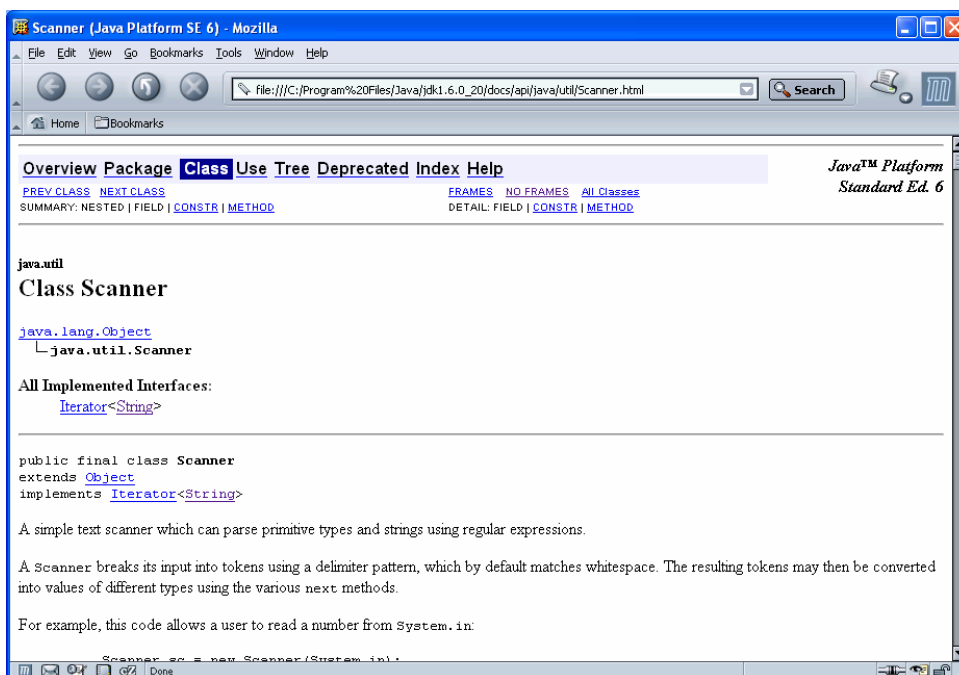 Scanner (Java Platform SE 6) - Mozilla
File Edit View Go Bookmarks Tools Window Help
file:///C:/Program%20Files/Java/jdk1.6.0_20/docs/api/java/util/Scanner.html Search
Home Bookmarks
Overview Package Class Use Tree Deprecated Index Help
Java™ Platform
Standard Ed. 6
PREV CLASS NEXT CLASS FRAMES NO FRAMES All Classes
SUMMARY: NESTED | FIELD | CONSTR | METHOD DETAIL: FIELD | CONSTR | METHOD
java.util
Class Scanner
java.lang.Object
java.util.Scanner
All Implemented Interfaces:
Iterator<String>
public final class Scanner
extends Object
implements Iterator<String>
A simple text scanner which can parse primitive types and strings using regular expressions.
A Scanner breaks its input into tokens using a delimiter pattern, which by default matches whitespace. The resulting tokens may then be converted
into values of different types using the various next methods.
For example, this code allows a user to read a number from System.in:
Scanner sc = new Scanner(System.in);
Done